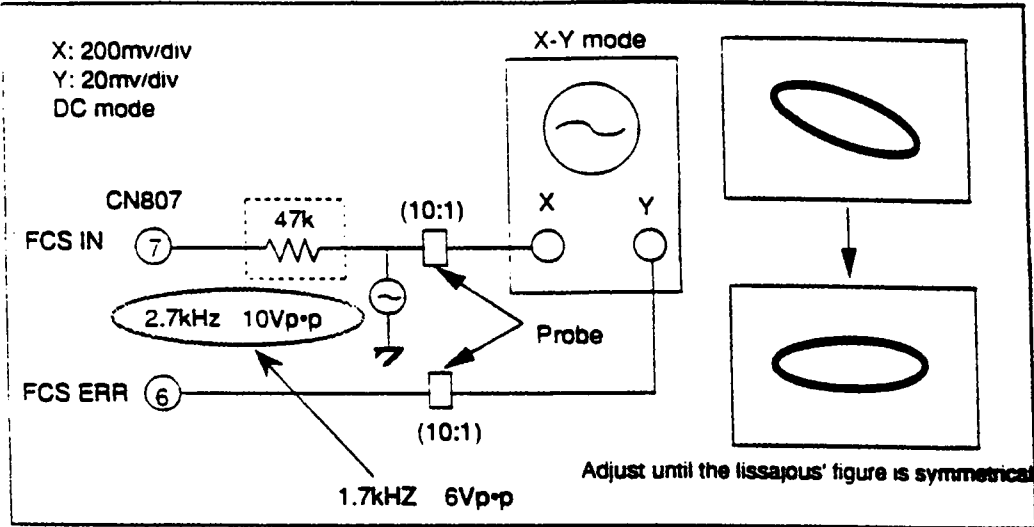 X: 200mv/div
Y: 20mv/div
DC mode
X-Y mode
X
Y
CN807
47k
(10:1)
FCS IN
7
2.7kHz 10Vp•p
Probe
FCS ERR
6
(10:1)
1.7kHZ 6Vp•p
Adjust until the lissajous' figure is symmetrical